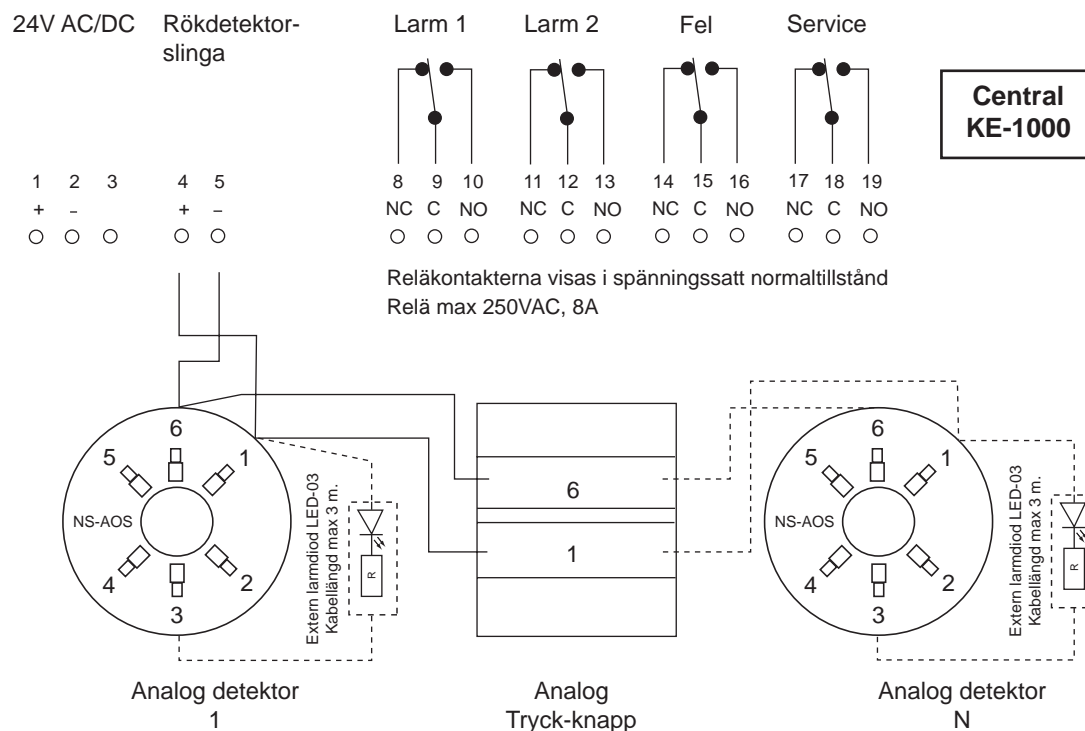 24V AC/DC Rökdetektor-
slinga
Larm 1 Larm 2 Fel Service
Central
KE-1000
1 2 3 4 5 8 9 10 11 12 13 14 15 16 17 18 19
+ - + - NC C NO NC C NO NC C NO NC C NO
Reläkontakterna visas i spänningssatt normaltillstånd
Relä max 250VAC, 8A
6
5 1
NS-AOS
4 2
3
Extern larmdiod LED-03
Kabellängd max 3 m.
R
6
1
6
5 1
NS-AOS
4 2
3
Extern larmdiod LED-03
Kabellängd max 3 m.
R
Analog detektor
1
Analog
Tryck-knapp
Analog detektor
N